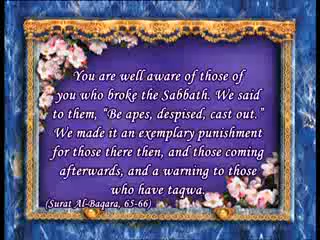 You are well aware of those of
you who broke the Sabbath. We said
to them, “Be apes, despised, cast out.”
We made it an exemplary punishment
for those there then, and those coming
afterwards, and a warning to those
who have taqwa.
(Surat Al-Baqara, 65-66)